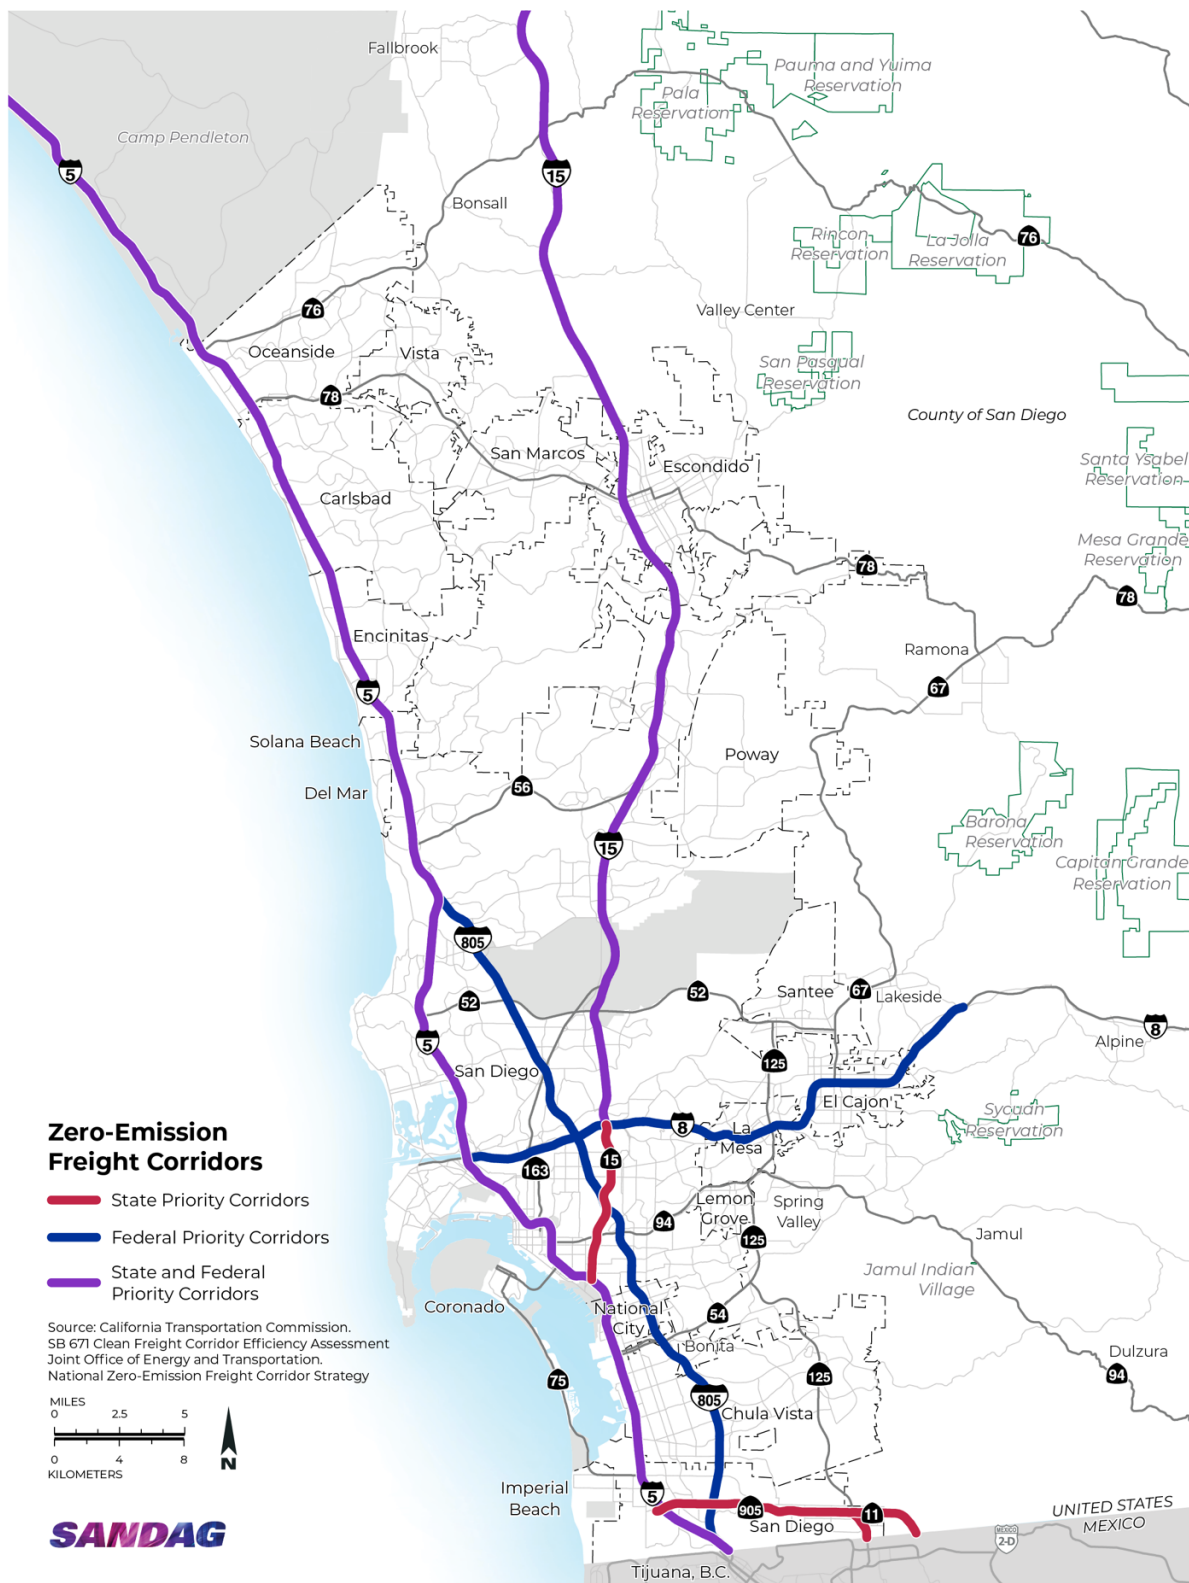 Fallbrook
Pauma and Yuima
Reservation
Pala
Reservation
Camp Pendleton
5
15
Bonsall
Rincon
Reservation
La Jolla
Reservation
76
76
Valley Center
Oceanside
Vista
San Pasqual
Reservation
78
County of San Diego
San Marcos
Escondido
Santa Ysabel
Reservation
Carlsbad
Mesa Grande
Reservation
78
78
Encinitas
Ramona
67
5
Solana Beach
Poway
Del Mar
56
Barona
Reservation
15
Capitan Grande
Reservation
805
52
52
Santee
67
Lakeside
5
8
Alpine
San Diego
125
El Cajon
Sycuan
Reservation
8
La
Mesa
163
15
Zero-Emission
Freight Corridors
State Priority Corridors
Federal Priority Corridors
State and Federal
Priority Corridors
Lemon
Grove
Spring
Valley
94
125
Jamul
Jamul Indian
Village
Coronado
National
City
54
Bonita
Source: California Transportation Commission.
SB 671 Clean Freight Corridor Efficiency Assessment
Joint Office of Energy and Transportation.
National Zero-Emission Freight Corridor Strategy
Dulzura
94
75
125
805
Chula Vista
MILES
0 2.5 5
0 4 8
KILOMETERS
N
Imperial
Beach
5
905
11
San Diego
UNITED STATES
MEXICO
MEXICO
2-D
SANDAG
Tijuana, B.C.